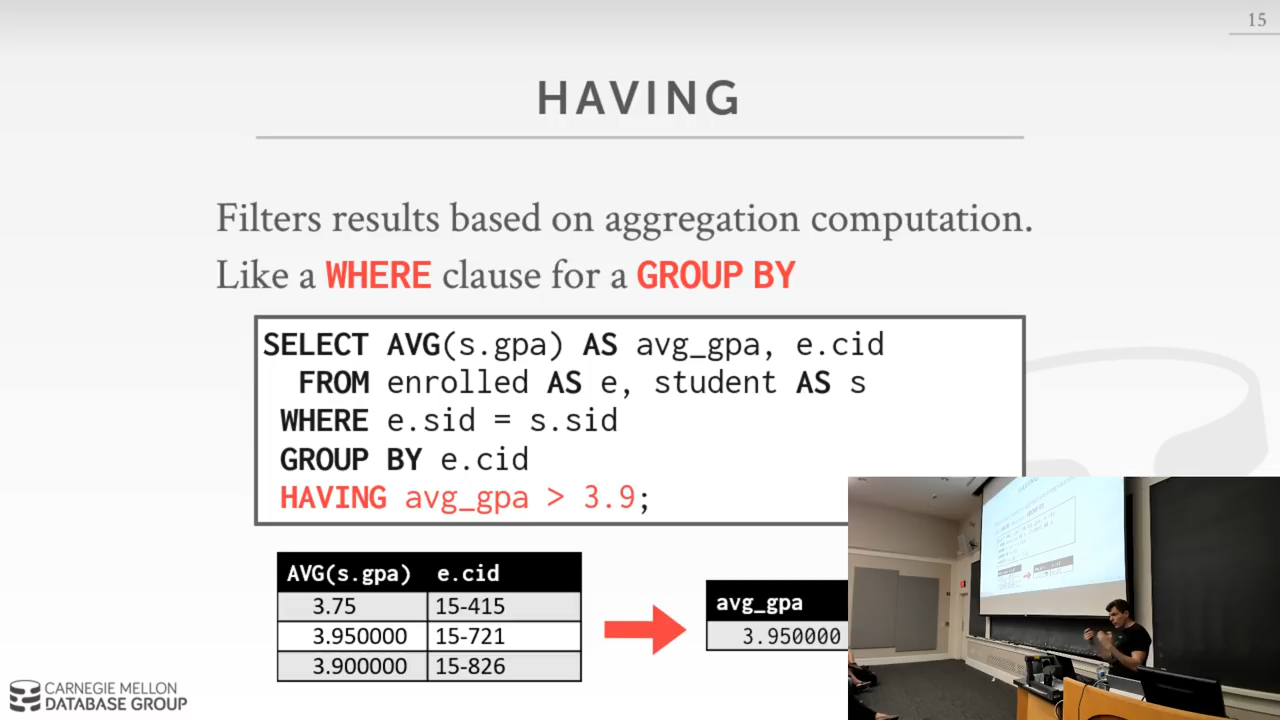 15
HAVING
Filters results based on aggregation computation.
Like a WHERE clause for a GROUP BY
SELECT AVG(s.gpa) AS avg_gpa, e.cid
FROM enrolled AS e, student AS s
WHERE e.sid = s.sid
GROUP BY e.cid
HAVING avg_gpa > 3.9;
AVG(s.gpa) e.cid
3.75 15-415
3.950000 15-721
3.900000 15-826
avg_gpa
3.950000
CARNEGIE MELLON
DATABASE GROUP